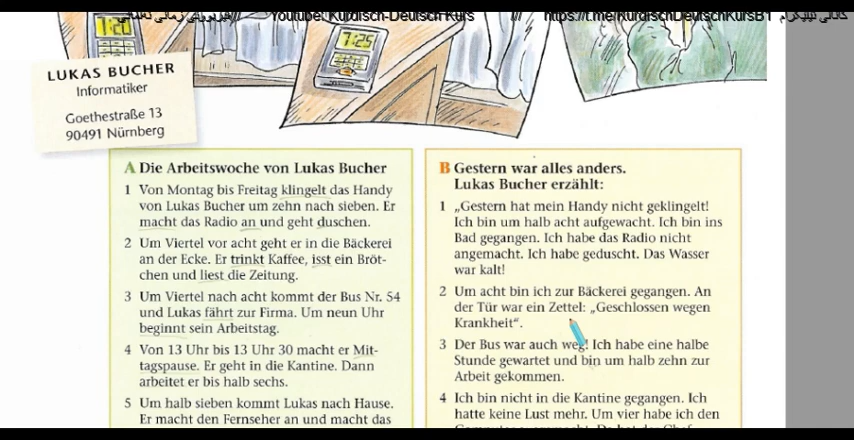 Youtube: Kurdisch-Deutsch Kurs /// https://t.me/KurdischDeutschKursB1
1:20
7:25
LUKAS BUCHER
Informatiker
Goethestraße 13
90491 Nürnberg
A Die Arbeitswoche von Lukas Bucher
1 Von Montag bis Freitag klingelt das Handy
von Lukas Bucher um zehn nach sieben. Er
macht das Radio an und geht duschen.
2 Um Viertel vor acht geht er in die Bäckerei
an der Ecke. Er trinkt Kaffee, isst ein Bröt-
chen und liest die Zeitung.
3 Um Viertel nach acht kommt der Bus Nr. 54
und Lukas fährt zur Firma. Um neun Uhr
beginnt sein Arbeitstag.
4 Von 13 Uhr bis 13 Uhr 30 macht er Mit-
tagspause. Er geht in die Kantine. Dann
arbeitet er bis halb sechs.
5 Um halb sieben kommt Lukas nach Hause.
Er macht den Fernseher an und macht das
B Gestern war alles anders.
Lukas Bucher erzählt:
1 „Gestern hat mein Handy nicht geklingelt!
Ich bin um halb acht aufgewacht. Ich bin ins
Bad gegangen. Ich habe das Radio nicht
angemacht. Ich habe geduscht. Das Wasser
war kalt!
2 Um acht bin ich zur Bäckerei gegangen. An
der Tür war ein Zettel: „Geschlossen wegen
Krankheit“.
3 Der Bus war auch weg! Ich habe eine halbe
Stunde gewartet und bin um halb zehn zur
Arbeit gekommen.
4 Ich bin nicht in die Kantine gegangen. Ich
hatte keine Lust mehr. Um vier habe ich den